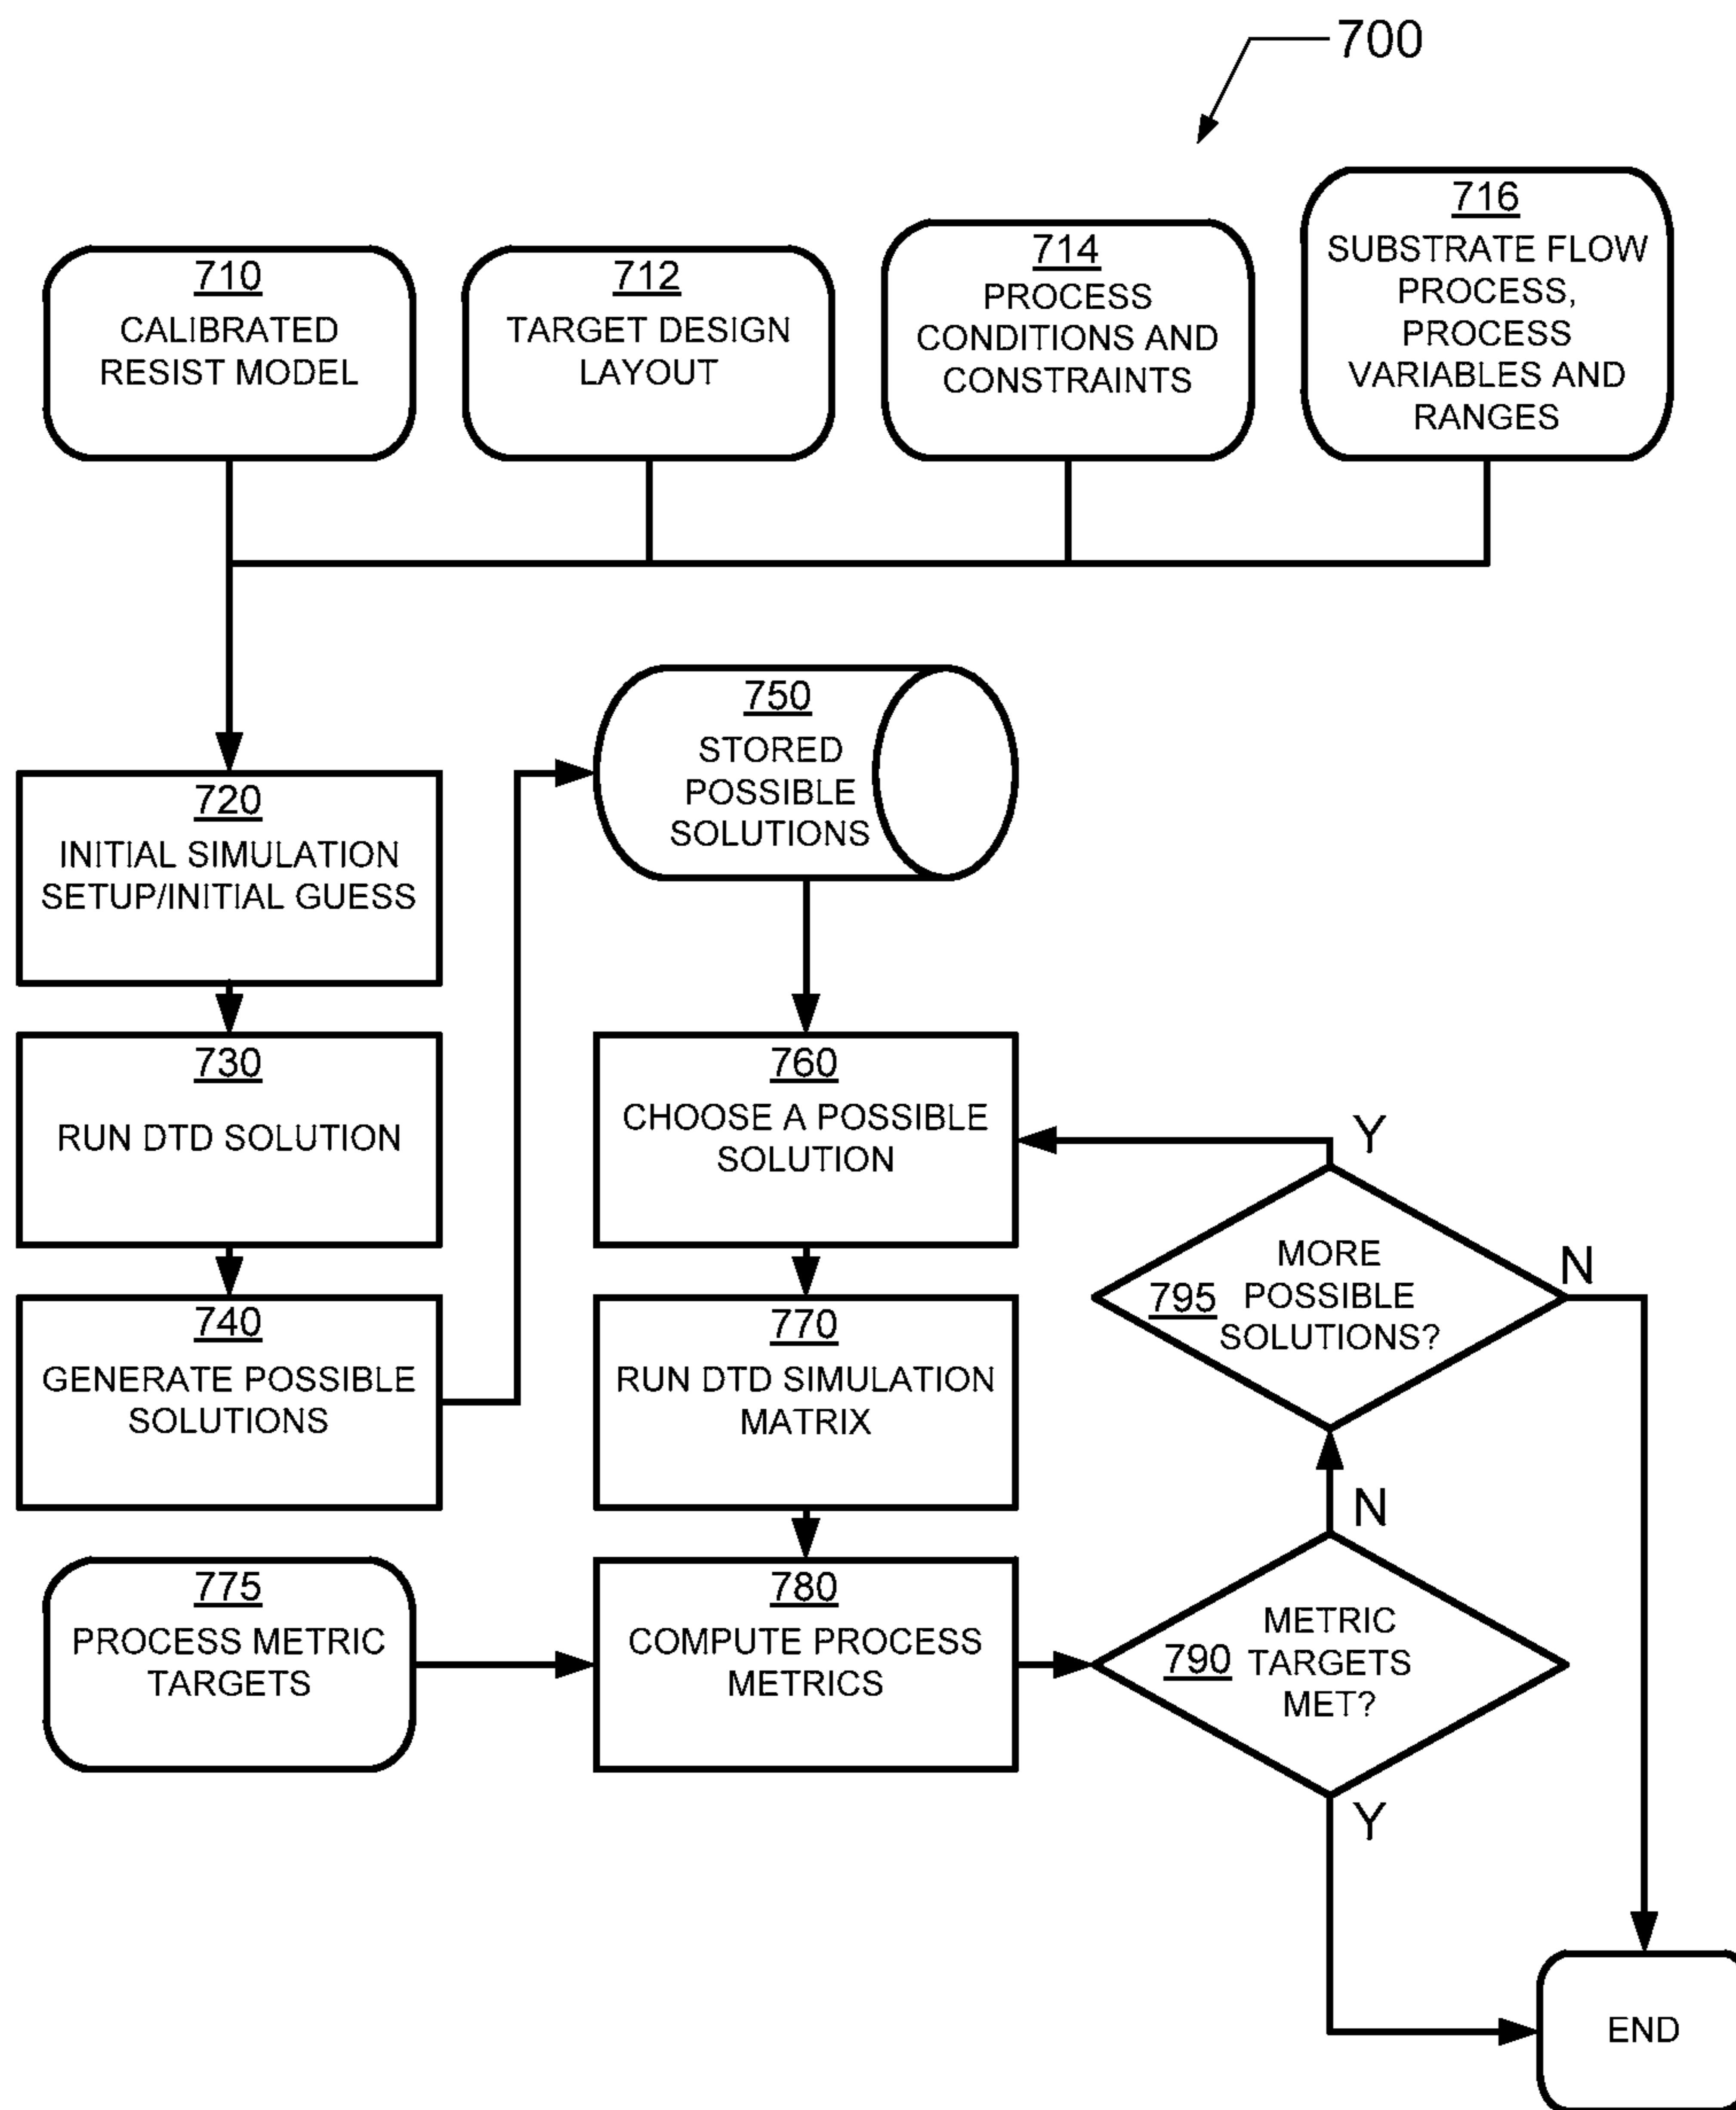 700
710
CALIBRATED
RESIST MODEL
712
TARGET DESIGN
LAYOUT
714
PROCESS
CONDITIONS AND
CONSTRAINTS
716
SUBSTRATE FLOW
PROCESS,
PROCESS
VARIABLES AND
RANGES
720
INITIAL SIMULATION
SETUP/INITIAL GUESS
730
RUN DTD SOLUTION
740
GENERATE POSSIBLE
SOLUTIONS
750
STORED
POSSIBLE
SOLUTIONS
760
CHOOSE A POSSIBLE
SOLUTION
770
RUN DTD SIMULATION
MATRIX
775
PROCESS METRIC
TARGETS
780
COMPUTE PROCESS
METRICS
790
METRIC
TARGETS
MET?
N
Y
795
MORE
POSSIBLE
SOLUTIONS?
Y
N
END